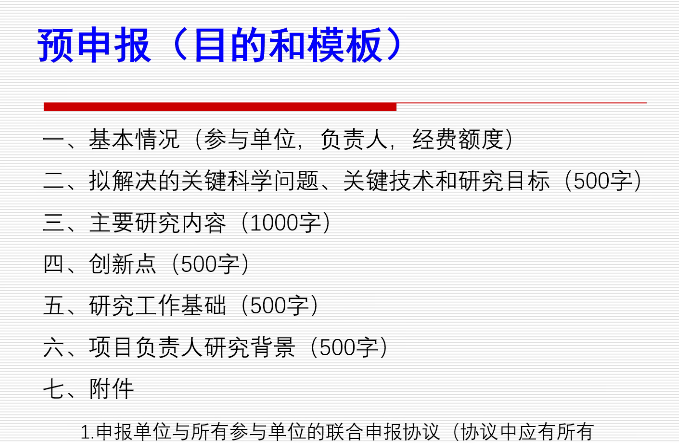 预申报（目的和模板）
一、基本情况（参与单位，负责人，经费额度）
二、拟解决的关键科学问题、关键技术和研究目标（500字）
三、主要研究内容（1000字）
四、创新点（500字）
五、研究工作基础（500字）
六、项目负责人研究背景（500字）
七、附件
1.申报单位与所有参与单位的联合申报协议（协议中应有所有